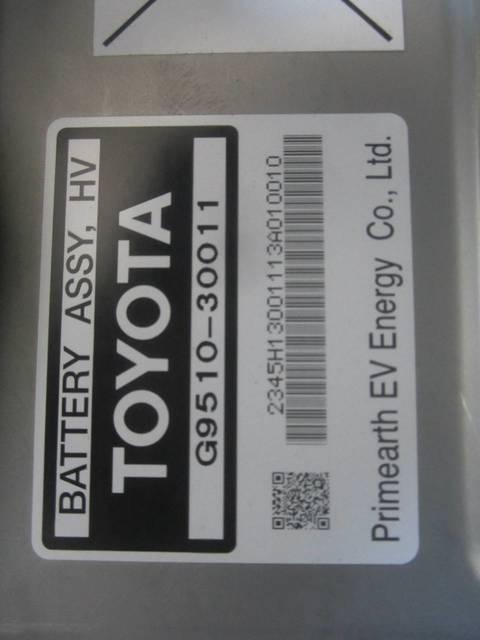 BATTERY ASSY, HV
TOYOTA
G9510-30011
2345H13001113A010010
Primearth EV Energy Co., Ltd.